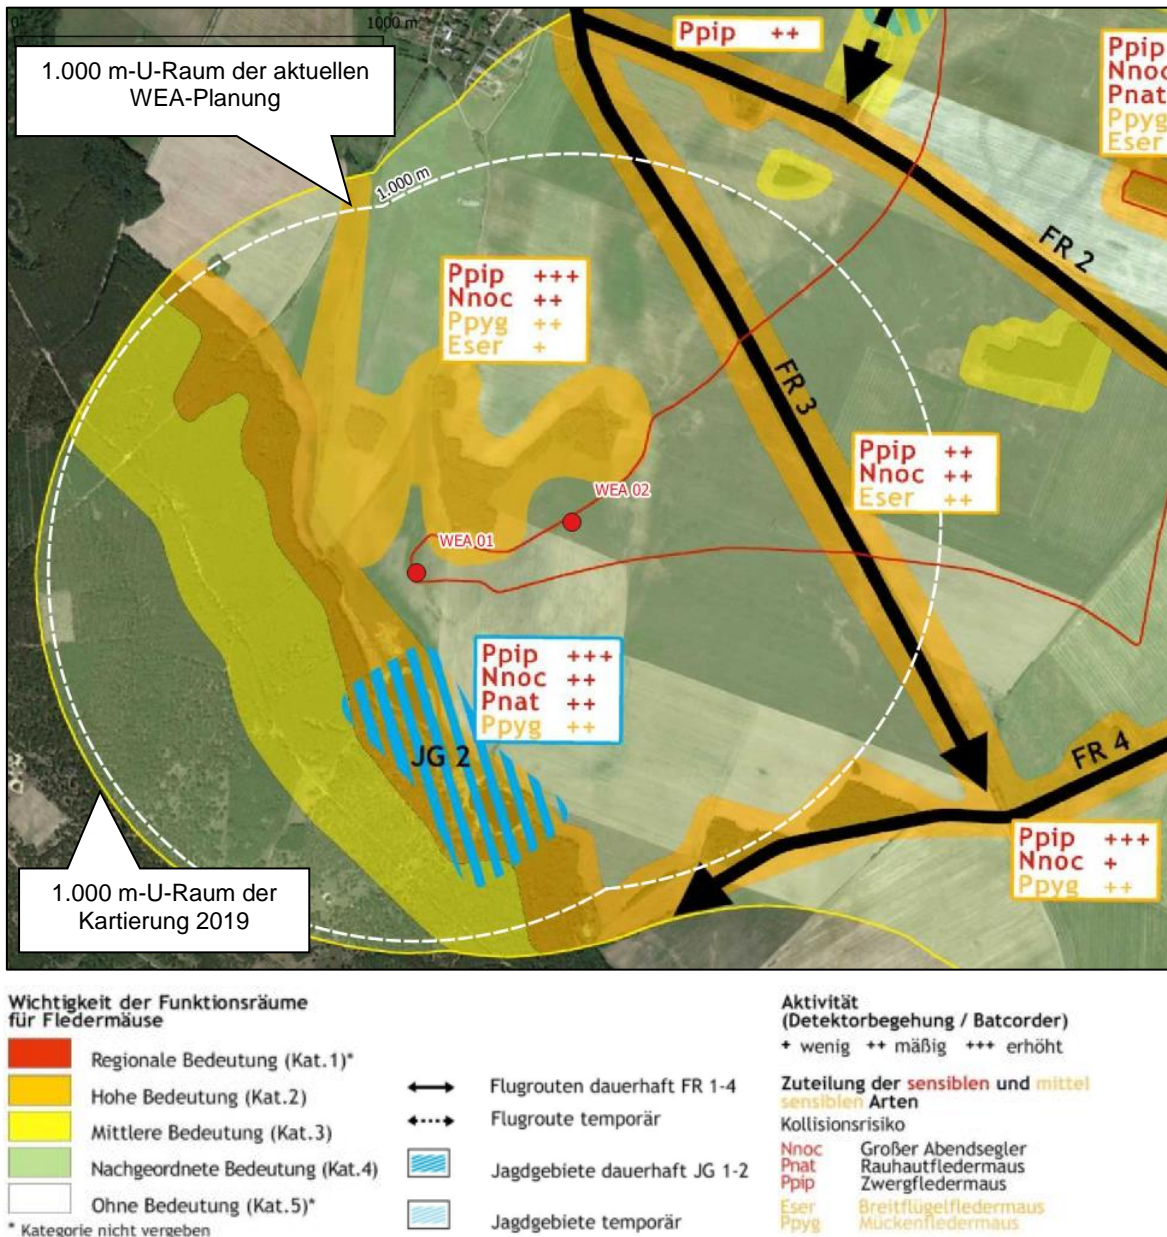 0
1000 m
1.000 m-U-Raum der aktuellen
WEA-Planung
1.000 m
Ppip ++
Ppip
Nnoc
Pnat
Ppyg
Eser
FR 2
Ppip +++
Nnoc ++
Ppyg ++
Eser +
FR 3
Ppip ++
Nnoc ++
Eser ++
WEA 02
WEA 01
Ppip +++
Nnoc ++
Pnat ++
Ppyg ++
JG 2
FR 4
Ppip +++
Nnoc +
Ppyg ++
1.000 m-U-Raum der
Kartierung 2019
Wichtigkeit der Funktionsräume
für Fledermäuse
Regionale Bedeutung (Kat.1)*
Hohe Bedeutung (Kat.2)
Mittlere Bedeutung (Kat.3)
Nachgeordnete Bedeutung (Kat.4)
Ohne Bedeutung (Kat.5)*
* Kategorie nicht vergeben
Flugrouten dauerhaft FR 1-4
Flugroute temporär
Jagdgebiete dauerhaft JG 1-2
Jagdgebiete temporär
Aktivität
(Detektorbegehung / Batcorder)
+ wenig ++ mäßig +++ erhöht
Zuteilung der sensiblen und mittel
sensiblen Arten
Kollisionsrisiko
Nnoc Großer Abendsegler
Pnat Rauhautfledermaus
Ppip Zwergfledermaus
Eser Breitflügelfledermaus
Ppyg Mückenfledermaus